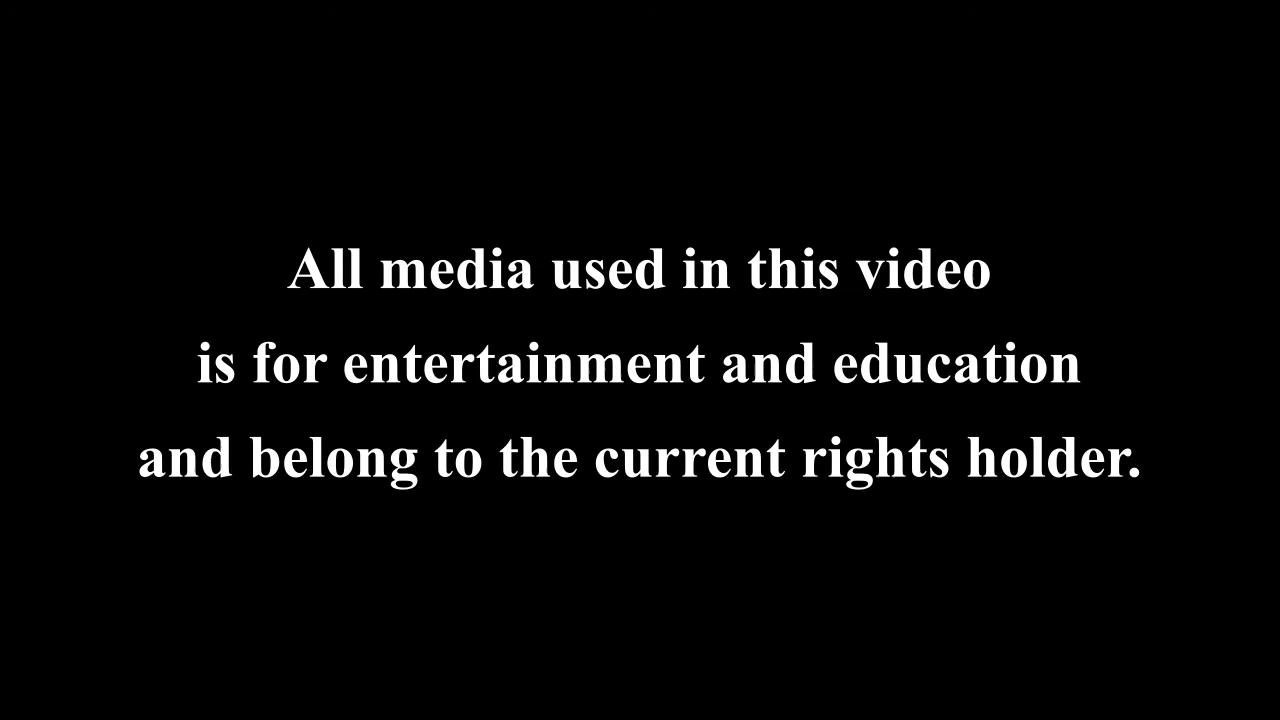 All media used in this video
is for entertainment and education
and belong to the current rights holder.